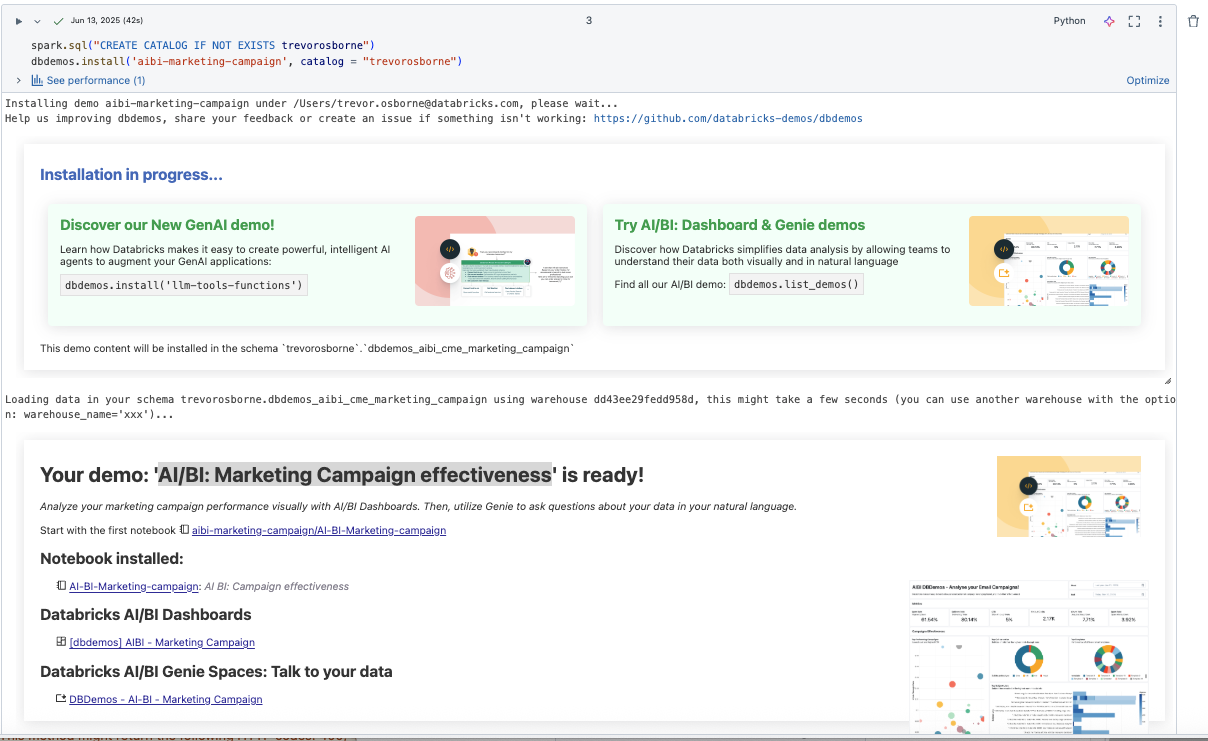 Jun 13, 2025 (42s)
3
Python
spark.sql("CREATE CATALOG IF NOT EXISTS trevorosborne")
dbdemos.install('aibi-marketing-campaign', catalog = "trevorosborne")
See performance (1)
Optimize
Installing demo aibi-marketing-campaign under /Users/trevor.osborne@databricks.com, please wait...
Help us improving dbdemos, share your feedback or create an issue if something isn't working: https://github.com/databricks-demos/dbdemos
Installation in progress...
Discover our New GenAI demo!
Learn how Databricks makes it easy to create powerful, intelligent AI
agents to augment your GenAI applications:
dbdemos.install('llm-tools-functions')
Try AI/BI: Dashboard & Genie demos
Discover how Databricks simplifies data analysis by allowing teams to
understand their data both visually and in natural language
Find all our AI/BI demo: dbdemos.list_demos()
This demo content will be installed in the schema `trevorosborne`.`dbdemos_aibi_cme_marketing_campaign`
Loading data in your schema trevorosborne.dbdemos_aibi_cme_marketing_campaign using warehouse dd43ee29fedd958d, this might take a few seconds (you can use another warehouse with the optio
n: warehouse_name='xxx')...
Your demo: 'AI/BI: Marketing Campaign effectiveness' is ready!
Analyze your marketing campaign performance visually with AI/BI Dashboards. Then, utilize Genie to ask questions about your data in your natural language.
Start with the first notebook aibi-marketing-campaign/AI-BI-Marketing-campaign
Notebook installed:
AI-BI-Marketing-campaign: AI BI: Campaign effectiveness
Databricks AI/BI Dashboards
[dbdemos] AIBI - Marketing Campaign
Databricks AI/BI Genie Spaces: Talk to your data
DBDemos - AI-BI - Marketing Campaign
AI/BI DBDemos - Analyse your Email Campaigns!
61.54% 80.14% 5% 2.17K 7.71% 3.92%